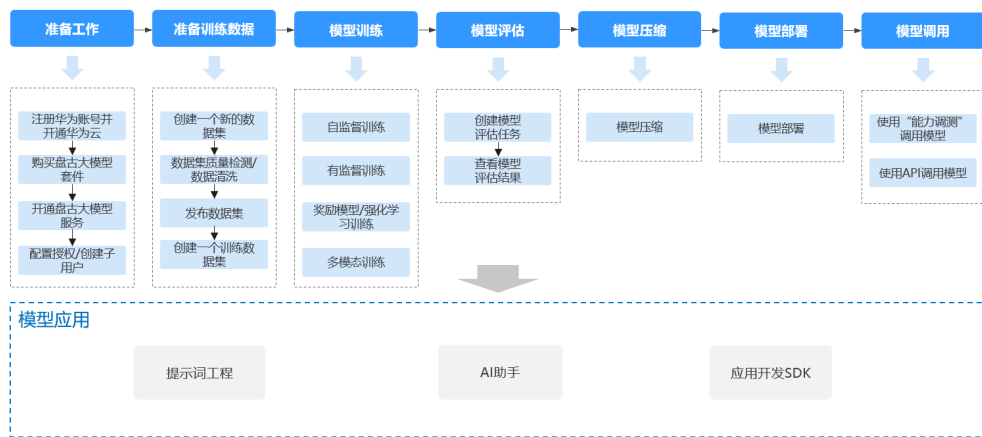 准备工作
准备训练数据
模型训练
模型评估
模型压缩
模型部署
模型调用
注册华为账号并
开通华为云
购买盘古大模型
套件
开通盘古大模型
服务
配置授权/创建子
用户
创建一个新的数
据集
数据集质量检测/
数据清洗
发布数据集
创建一个训练数
据集
自监督训练
有监督训练
奖励模型/强化学
习训练
多模态训练
创建模型
评估任务
查看模型
评估结果
模型压缩
模型部署
使用“能力调测”
调用模型
使用API调用模型
模型应用
提示词工程
AI助手
应用开发SDK